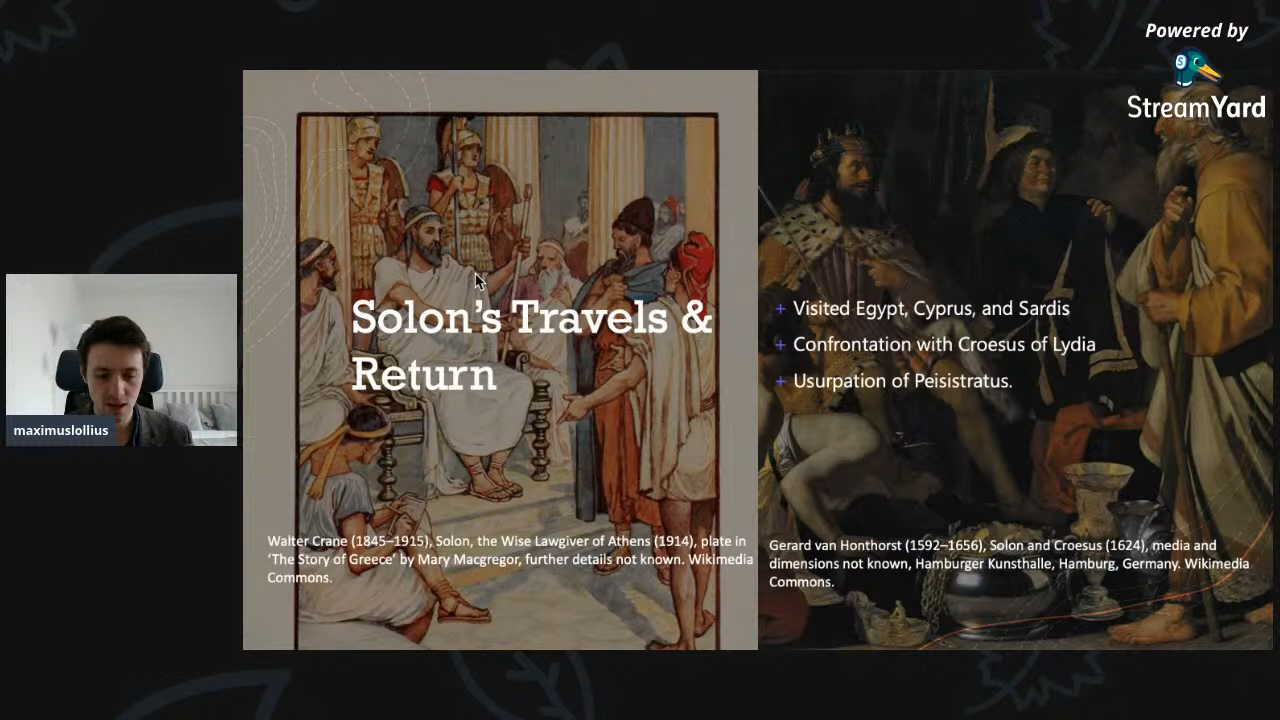 Powered by
StreamYard
maximuslollius
Solon's Travels &
Return
Walter Crane (1845–1915), Solon, the Wise Lawgiver of Athens (1914), plate in
‘The Story of Greece’ by Mary Macgregor, further details not known. Wikimedia
Commons.
+ Visited Egypt, Cyprus, and Sardis
+ Confrontation with Croesus of Lydia
+ Usurpation of Peisistratus.
Gerard van Honthorst (1592–1656), Solon and Croesus (1624), media and
dimensions not known, Hamburger Kunsthalle, Hamburg, Germany. Wikimedia
Commons.